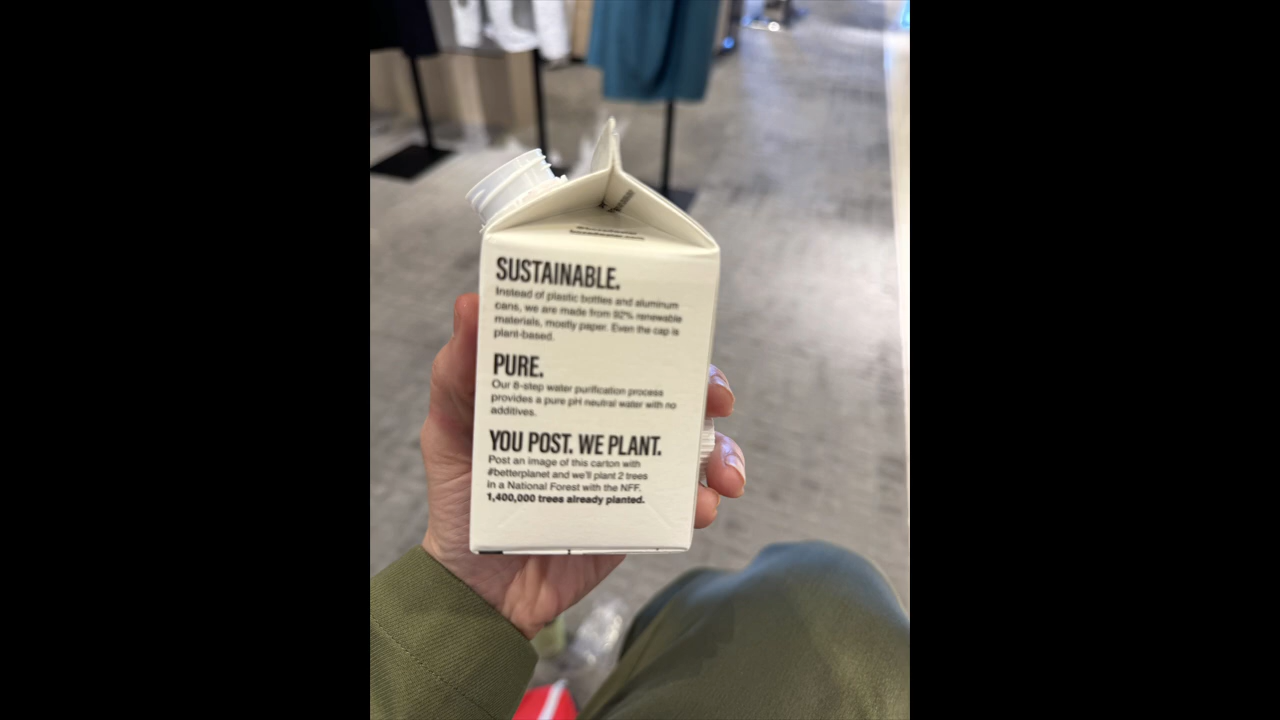 SUSTAINABLE.
Instead of plastic bottles and aluminum
cans, we are made from 92% renewable
materials, mostly paper. Even the cap is
plant-based.
PURE.
Our 8-step water purification process
provides a pure pH neutral water with no
additives.
YOU POST. WE PLANT.
Post an image of this carton with
#betterplanet and we'll plant 2 trees
in a National Forest with the NFF.
1,400,000 trees already planted.